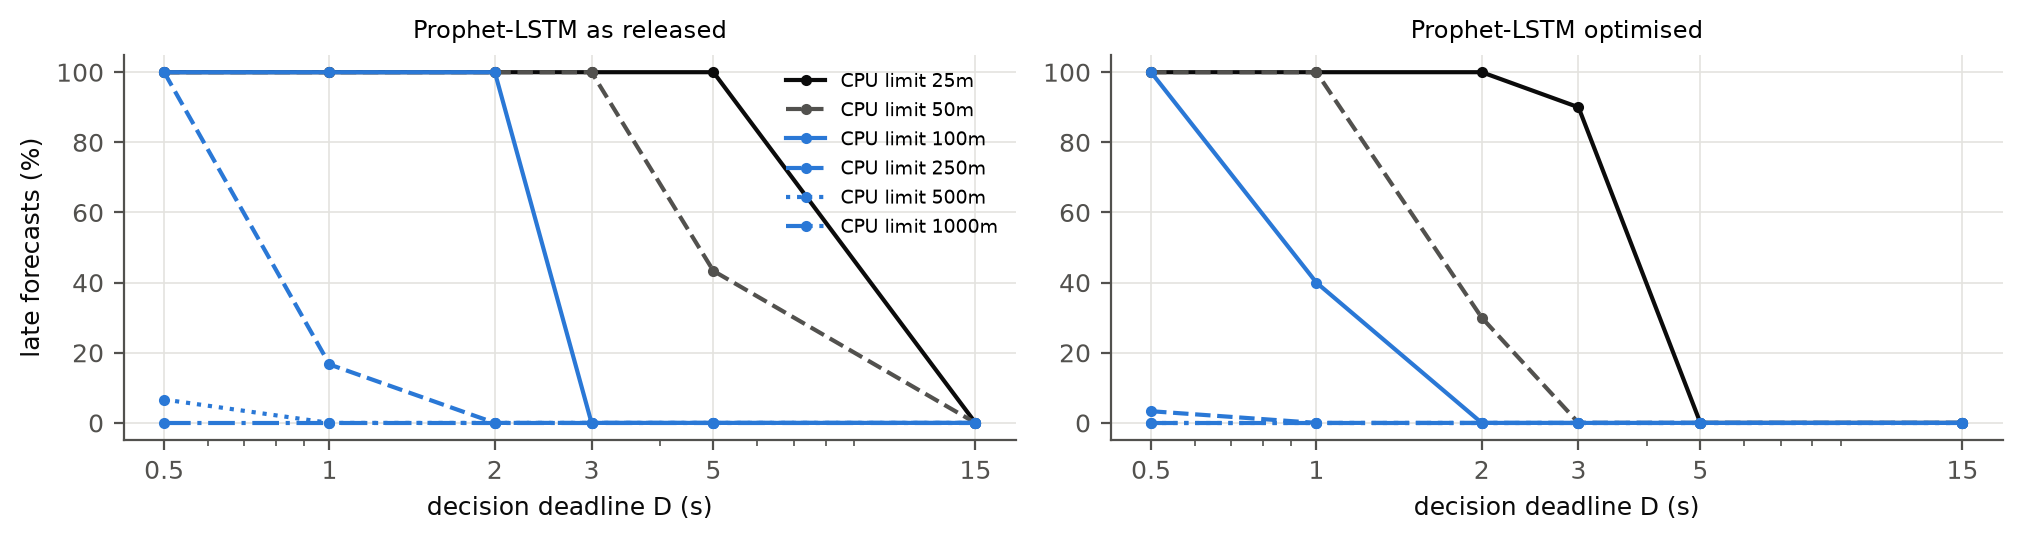 Prophet-LSTM as released
late forecasts (%)
100
80
60
40
20
0
CPU limit 25m
CPU limit 50m
CPU limit 100m
CPU limit 250m
CPU limit 500m
CPU limit 1000m
0.5 1 2 3 5 15
decision deadline D (s)
Prophet-LSTM optimised
100
80
60
40
20
0
0.5 1 2 3 5 15
decision deadline D (s)